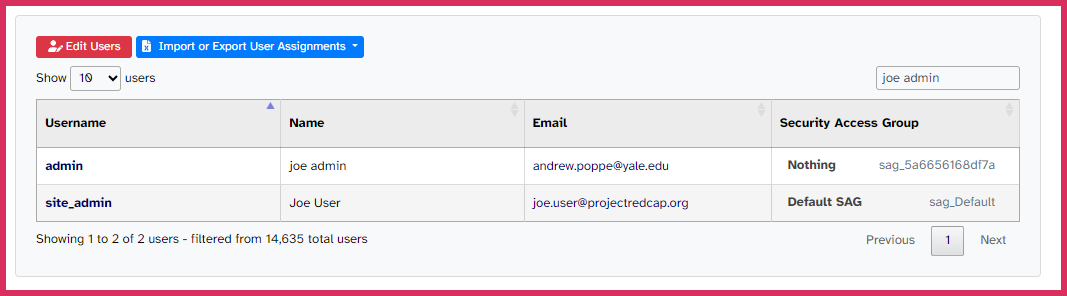 Edit Users Import or Export User Assignments
Show 10 users joe admin
Username Name Email Security Access Group
admin joe admin andrew.poppe@yale.edu Nothing sag_5a6656168df7a
site_admin Joe User joe.user@projectredcap.org Default SAG sag_Default
Showing 1 to 2 of 2 users - filtered from 14,635 total users Previous 1 Next